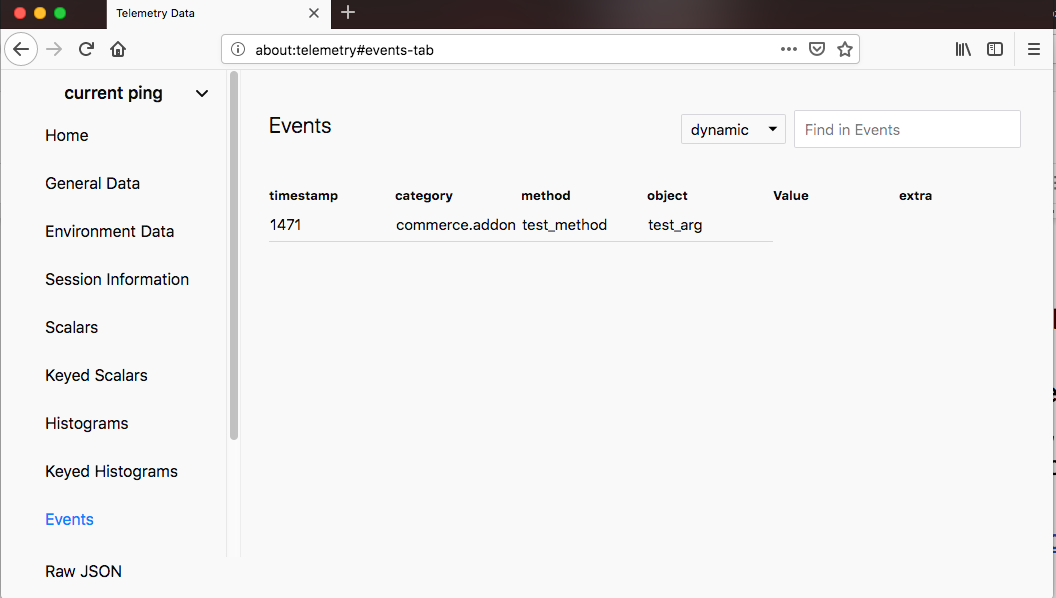 Telemetry Data
about:telemetry#events-tab
current ping
Home
General Data
Environment Data
Session Information
Scalars
Keyed Scalars
Histograms
Keyed Histograms
Events
Raw JSON
Events
dynamic
Find in Events
timestamp category method object Value extra
1471 commerce.addon test_method test_arg